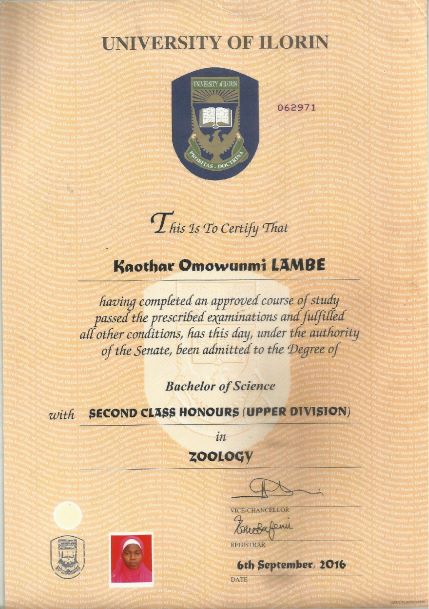 UNIVERSITY OF ILORIN
UNIVERSITY of ILORIN
PROBITAS - DOCTRINA
062971
This Is To Certify That
Kaothar Omowunmi LAMBE
having completed an approved course of study
passed the prescribed examinations and fulfilled
all other conditions, has this day, under the authority
of the Senate, been admitted to the Degree of
Bachelor of Science
with SECOND CLASS HONOURS (UPPER DIVISION)
in
ZOOLOGY
VICE-CHANCELLOR
REGISTRAR
6th September, 2016
DATE